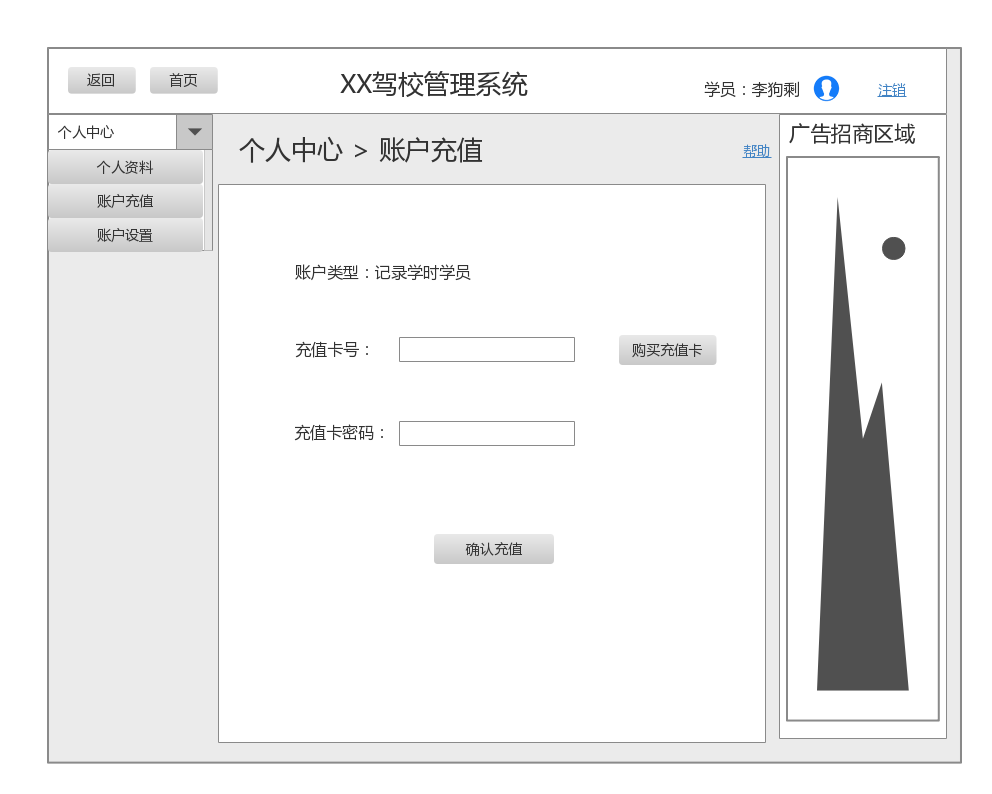 返回
首页
XX驾校管理系统
学员：李狗剩
注销
个人中心
个人资料
账户充值
账户设置
个人中心 > 账户充值
帮助
账户类型：记录学时学员
充值卡号：
购买充值卡
充值卡密码：
确认充值
广告招商区域